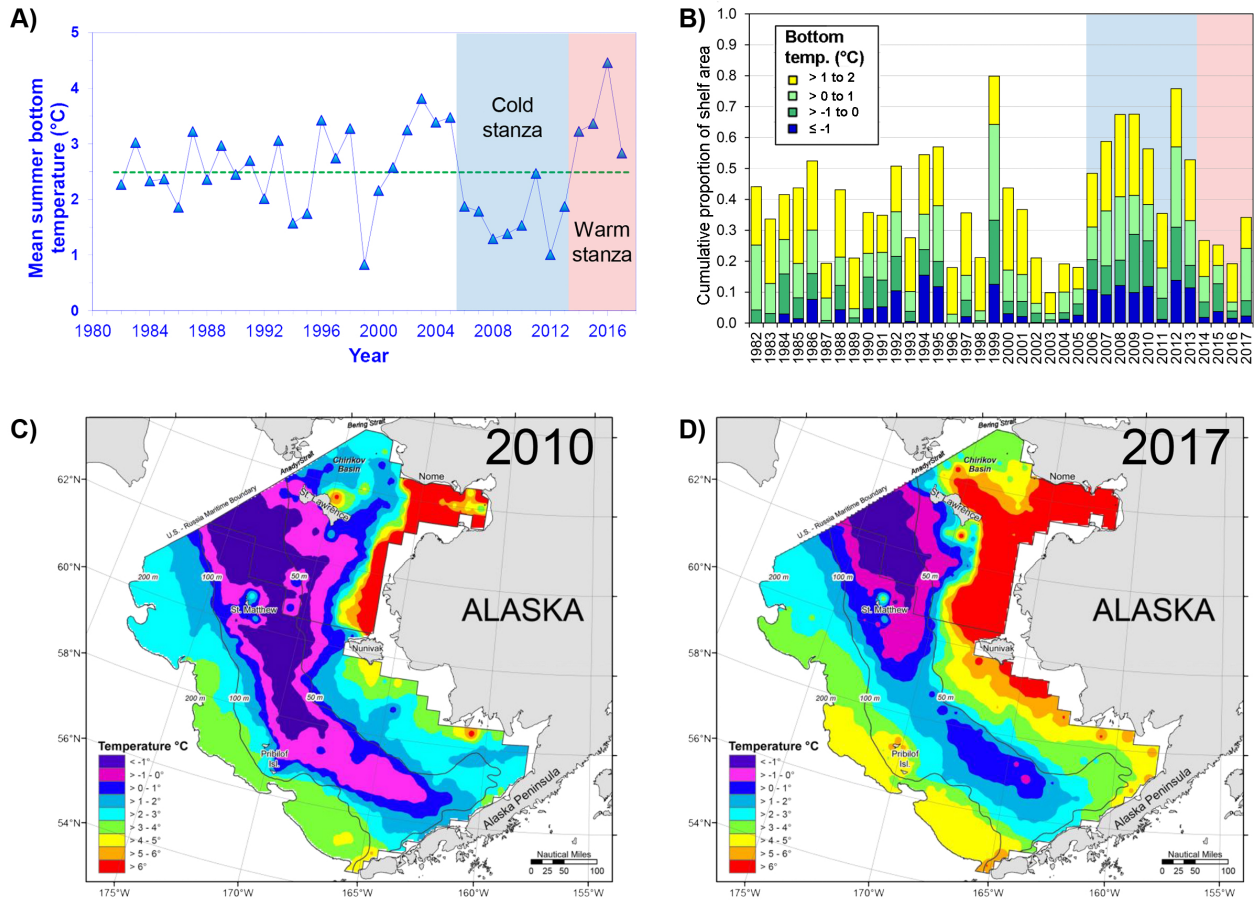 A)
5
4
3
2
1
0
Mean summer bottom
temperature (°C)
Cold
stanza
Warm
stanza
1980
1984
1988
1992
1996
2000
2004
2008
2012
2016
Year
B)
1.0
0.9
0.8
0.7
0.6
0.5
0.4
0.3
0.2
0.1
0.0
Cumulative proportion of shelf area
Bottom
temp. (°C)
> 1 to 2
> 0 to 1
> -1 to 0
≤ -1
1982
1983
1984
1985
1986
1987
1988
1989
1990
1991
1992
1993
1994
1995
1996
1997
1998
1999
2000
2001
2002
2003
2004
2005
2006
2007
2008
2009
2010
2011
2012
2013
2014
2015
2016
2017
C)
2010
Bering Strait
Anadyr Strait
Chirikov
Basin
Nome
62°N
U.S. - Russia Maritime Boundary
St. Lawrence
60°N
200 m
100 m
50 m
St. Matthew
ALASKA
58°N
Nunivak
200 m
100 m
50 m
56°N
Pribilof
Isl.
Temperature °C
< -1°
> -1 - 0°
> 0 - 1°
> 1 - 2°
> 2 - 3°
> 3 - 4°
> 4 - 5°
> 5 - 6°
> 6°
54°N
Alaska Peninsula
Nautical Miles
0 25 50 100
175°W
170°W
165°W
160°W
155°W
D)
2017
Bering Strait
Anadyr Strait
Chirikov
Basin
Nome
62°N
U.S. - Russia Maritime Boundary
St. Lawrence
60°N
200 m
100 m
50 m
St. Matthew
ALASKA
58°N
Nunivak
200 m
100 m
50 m
56°N
Pribilof
Isl.
Temperature °C
< -1°
> -1 - 0°
> 0 - 1°
> 1 - 2°
> 2 - 3°
> 3 - 4°
> 4 - 5°
> 5 - 6°
> 6°
54°N
Alaska Peninsula
Nautical Miles
0 25 50 100
175°W
170°W
165°W
160°W
155°W